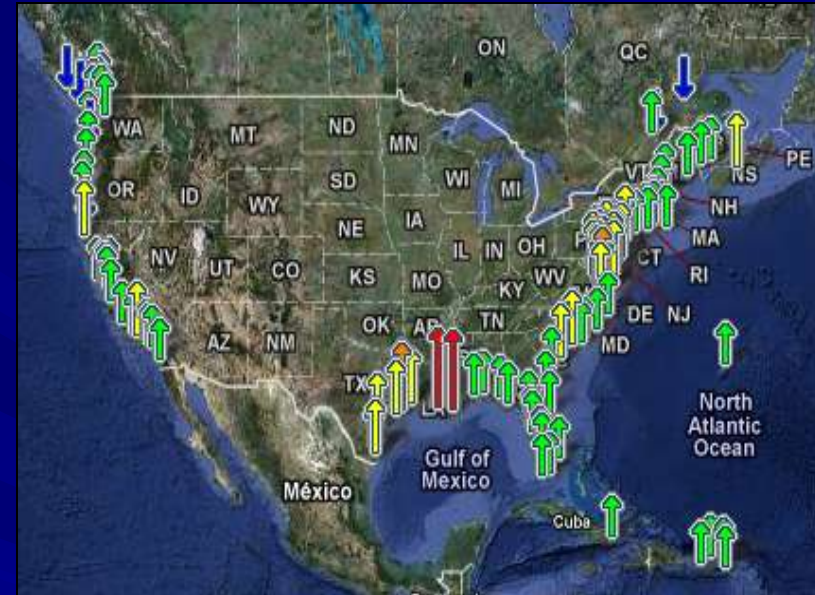 ON
QC
WA
MT
ND
MN
VT
NS
PE
OR
ID
SD
WI
MI
NH
WY
NE
IA
MA
NV
UT
CO
IL
IN
OH
CT
RI
KS
MO
WV
KY
AZ
NM
OK
AR
TN
DE
NJ
MD
TX
North
Atlantic
Ocean
Gulf of
Mexico
México
Cuba